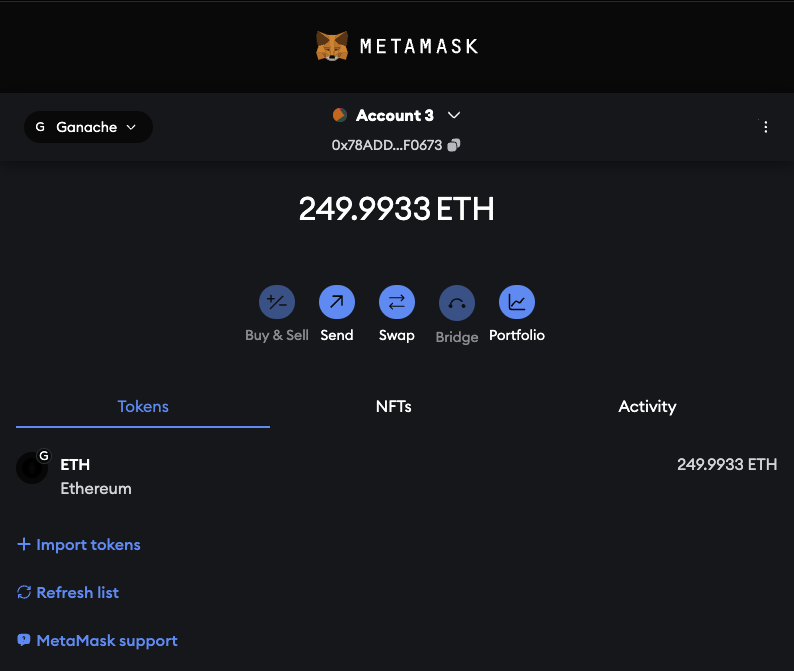 METAMASK
G Ganache
Account 3
0x78ADD...F0673
249.9933 ETH
Buy & Sell Send Swap Bridge Portfolio
Tokens NFTs Activity
G
ETH 249.9933 ETH
Ethereum
+ Import tokens
Refresh list
MetaMask support